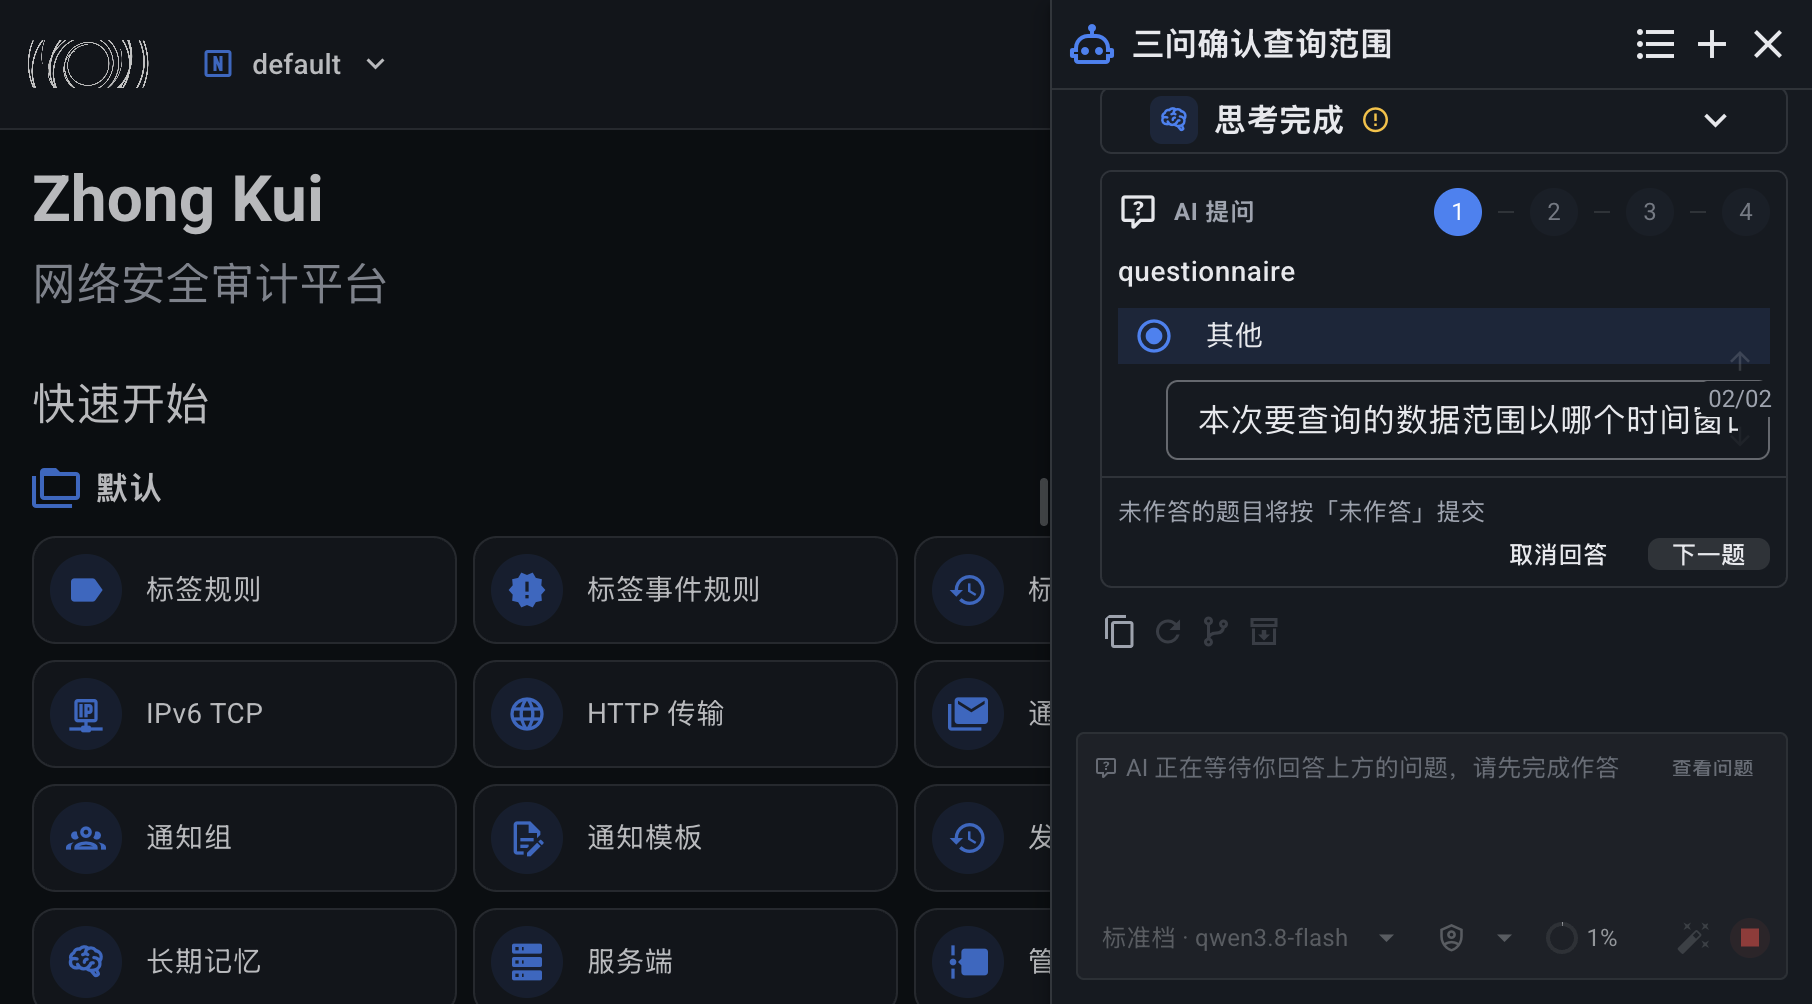 default
Zhong Kui
网络安全审计平台
快速开始
默认
标签规则
标签事件规则
标
IPv6 TCP
HTTP 传输
通
通知组
通知模板
发
长期记忆
服务端
管
三问确认查询范围
思考完成
AI 提问
1
2
3
4
questionnaire
其他
本次要查询的数据范围以哪个时间窗
02/02
未作答的题目将按「未作答」提交
取消回答
下一题
AI 正在等待你回答上方的问题，请先完成作答
查看问题
标准档 · qwen3.8-flash
1%